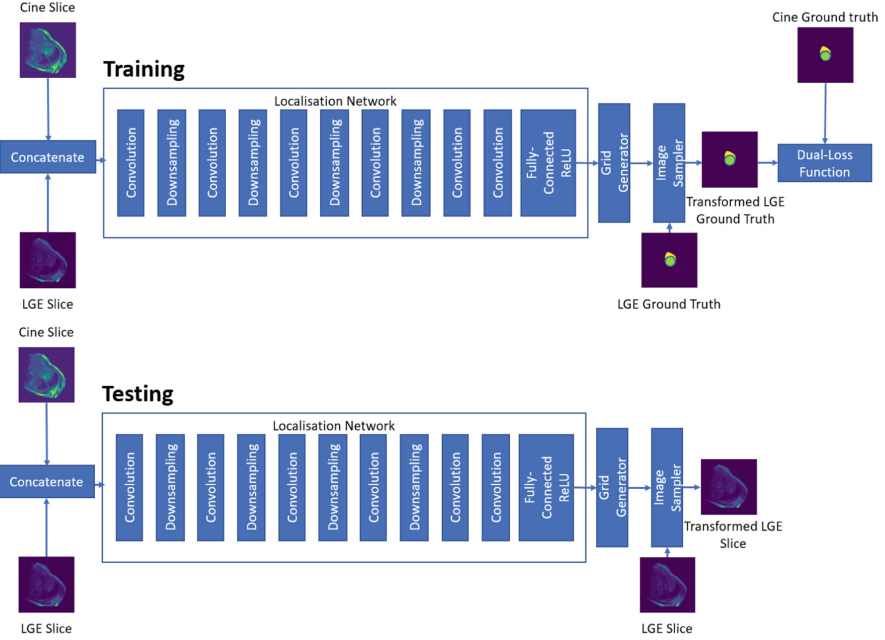 Cine Slice
Cine Ground truth
Training
Localisation Network
Concatenate
Convolution
Downsampling
Convolution
Downsampling
Convolution
Downsampling
Convolution
Downsampling
Convolution
Convolution
Fully-
Connected
ReLU
Grid
Generator
Image
Sampler
Dual-Loss
Function
Transformed LGE
Ground Truth
LGE Slice
LGE Ground Truth
Cine Slice
Testing
Localisation Network
Concatenate
Convolution
Downsampling
Convolution
Downsampling
Convolution
Downsampling
Convolution
Downsampling
Convolution
Convolution
Fully-
Connected
ReLU
Grid
Generator
Image
Sampler
Transformed LGE
Slice
LGE Slice
LGE Slice